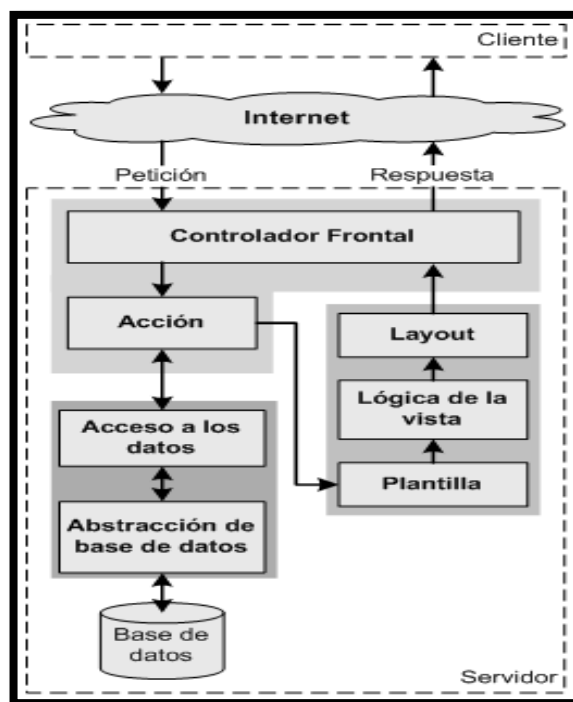 Cliente
Internet
Petición
Respuesta
Controlador Frontal
Acción
Layout
Lógica de la
vista
Plantilla
Acceso a los
datos
Abstracción de
base de datos
Base de
datos
Servidor